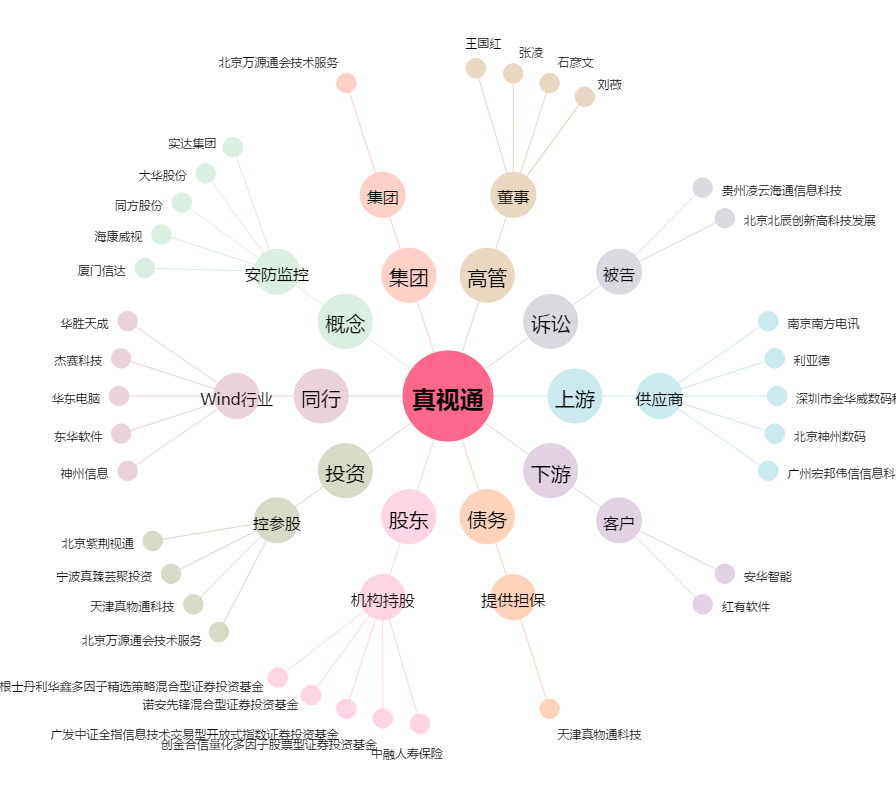 王国红
张凌
石彦文
刘薇
北京万源通会技术服务
实达集团
大华股份
同方股份
海康威视
厦门信达
集团
董事
贵州凌云海通信息科技
北京北辰创新高科技发展
安防监控
集团
高管
被告
概念
诉讼
华胜天成
杰赛科技
华东电脑
东华软件
神州信息
Wind行业
同行
真视通
上游
供应商
南京南方电讯
利亚德
深圳市金华威数码科
北京神州数码
广州宏邦伟信信息科
投资
下游
控参股
股东
债务
客户
北京紫荆视通
宁波真臻芸聚投资
天津真物通科技
北京万源通会技术服务
机构持股
提供担保
安华智能
红有软件
根士丹利华鑫多因子精选策略混合型证券投资基金
诺安先锋混合型证券投资基金
广发中证全指信息技术交易型开放式指数证券投资基金
创金合信量化多因子股票型证券投资基金
中融人寿保险
天津真物通科技